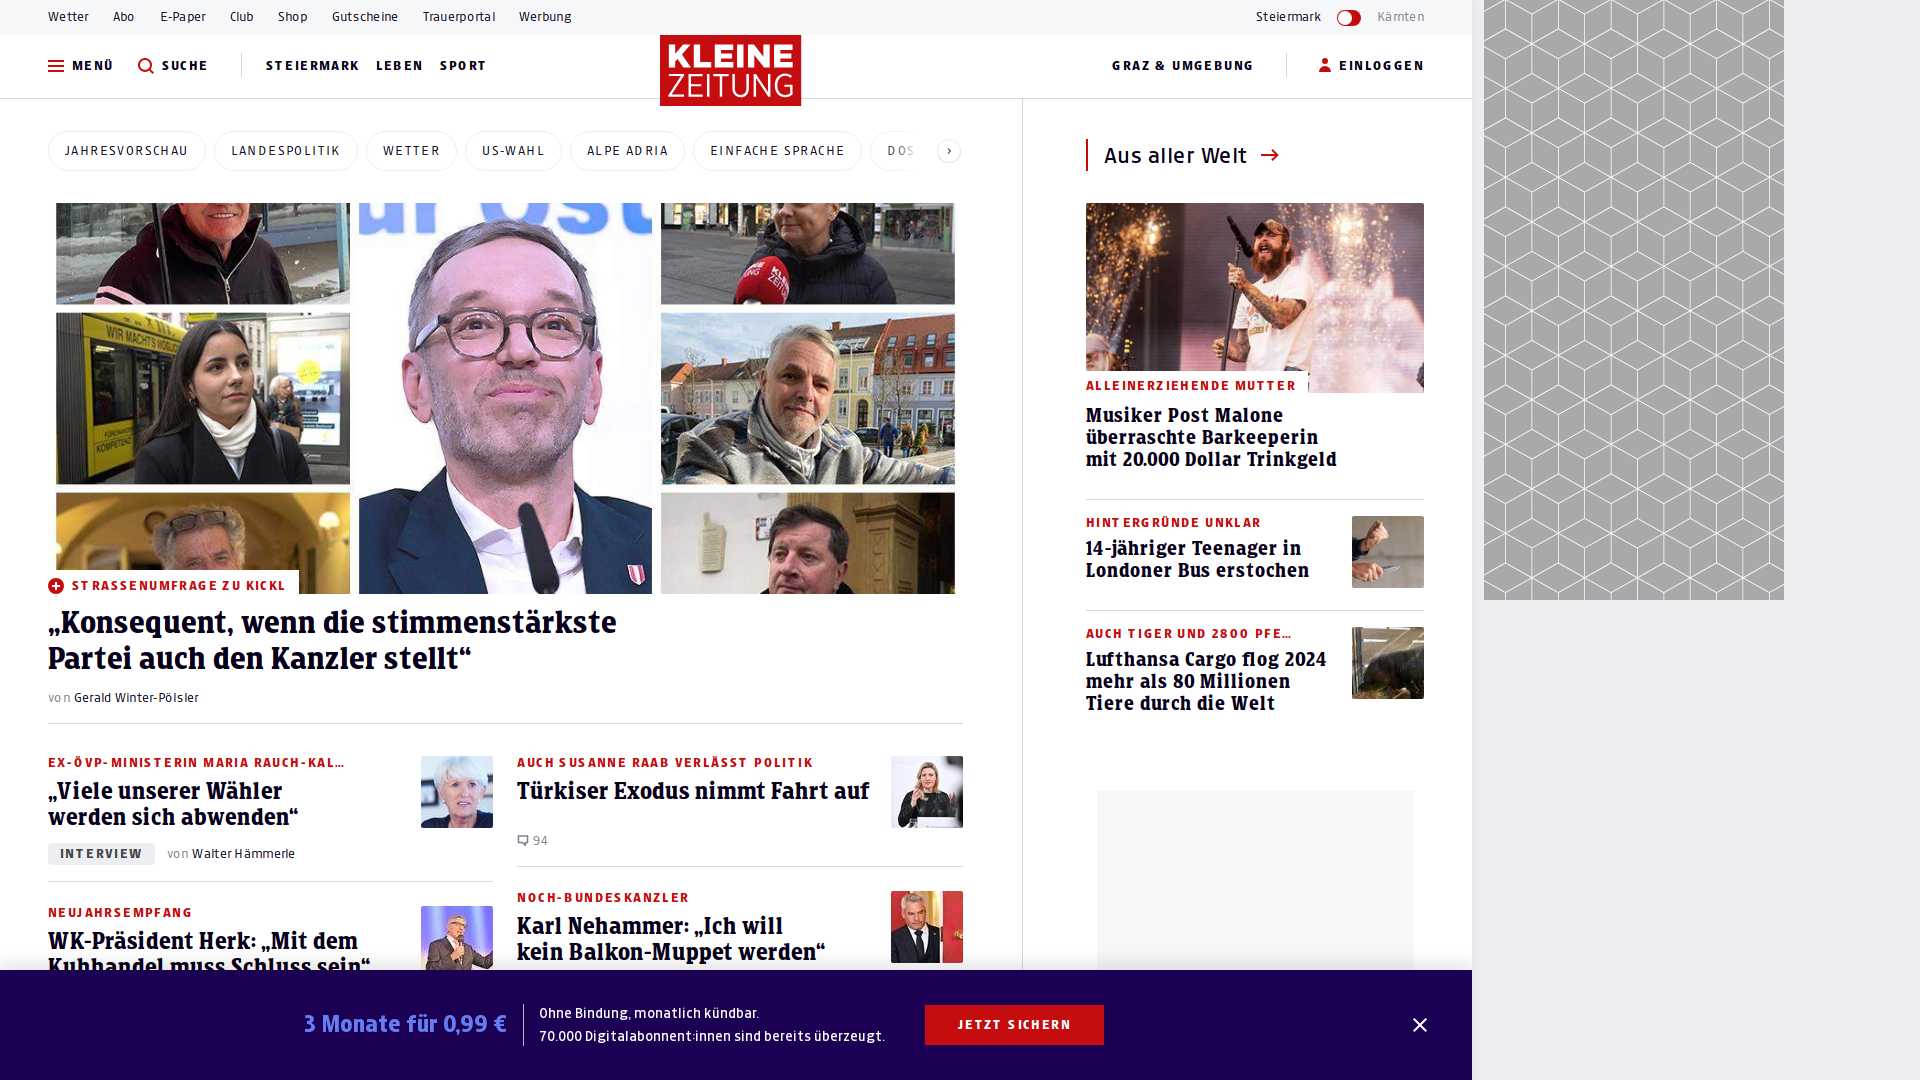 Wetter Abo E-Paper Club Shop Gutscheine Trauerportal Werbung
Steiermark Kärnten
MENÜ SUCHE STEIERMARK LEBEN SPORT
KLEINE
ZEITUNG
GRAZ & UMGEBUNG EINLOGGEN
JAHRESVORSCHAU LANDESPOLITIK WETTER US-WAHL ALPE ADRIA EINFACHE SPRACHE DOS
WIR MACHT'S
KOMPETENZ
STRASSENUMFRAGE ZU KICKL
„Konsequent, wenn die stimmenstärkste
Partei auch den Kanzler stellt“
von Gerald Winter-Pölsler
EX-ÖVP-MINISTERIN MARIA RAUCH-KAL…
„Viele unserer Wähler
werden sich abwenden“
INTERVIEW von Walter Hämmerle
NEUJAHRSEMPFANG
WK-Präsident Herk: „Mit dem
Kuhhandel muss Schluss sein“
AUCH SUSANNE RAAB VERLÄSST POLITIK
Türkiser Exodus nimmt Fahrt auf
94
NOCH-BUNDESKANZLER
Karl Nehammer: „Ich will
kein Balkon-Muppet werden“
Aus aller Welt
ALLEINERZIEHENDE MUTTER
Musiker Post Malone
überraschte Barkeeperin
mit 20.000 Dollar Trinkgeld
HINTERGRÜNDE UNKLAR
14-jähriger Teenager in
Londoner Bus erstochen
AUCH TIGER UND 2800 PFE…
Lufthansa Cargo flog 2024
mehr als 80 Millionen
Tiere durch die Welt
3 Monate für 0,99 €
Ohne Bindung, monatlich kündbar.
70.000 Digitalabonnent:innen sind bereits überzeugt.
JETZT SICHERN